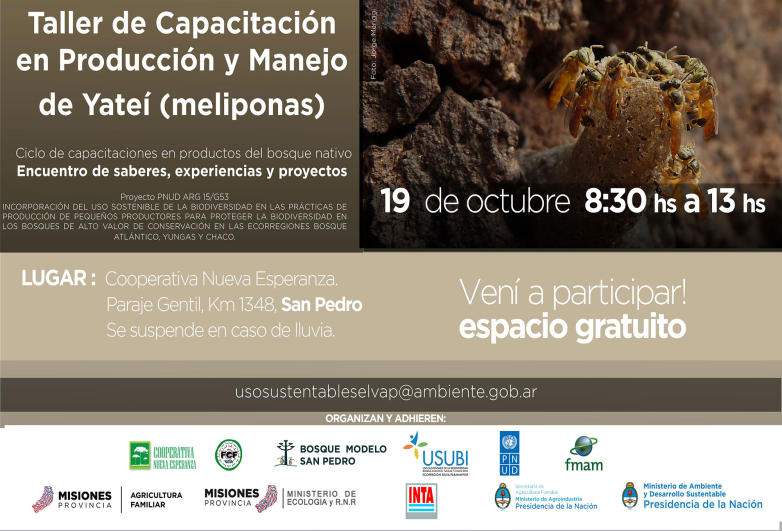 Taller de Capacitación
en Producción y Manejo
de Yateí (meliponas)
Ciclo de capacitaciones en productos del bosque nativo
Encuentro de saberes, experiencias y proyectos
Proyecto PNUD ARG 15/G53
INCORPORACIÓN DEL USO SOSTENIBLE DE LA BIODIVERSIDAD EN LAS PRÁCTICAS DE
PRODUCCIÓN DE PEQUEÑOS PRODUCTORES PARA PROTEGER LA BIODIVERSIDAD EN
LOS BOSQUES DE ALTO VALOR DE CONSERVACIÓN EN LAS ECORREGIONES BOSQUE
ATLÁNTICO, YUNGAS Y CHACO.
19 de octubre 8:30 hs a 13 hs
LUGAR : Cooperativa Nueva Esperanza.
Paraje Gentil, Km 1348, San Pedro
Se suspende en caso de lluvia.
Vení a participar!
espacio gratuito
usosustentableselvap@ambiente.gob.ar
ORGANIZAN Y ADHIEREN:
COOPERATIVA
NUEVA ESPERANZA
FCF
BOSQUE MODELO
SAN PEDRO
USUBI
P N
U D
fmam
MISIONES
PROVINCIA
AGRICULTURA
FAMILIAR
MISIONES
PROVINCIA
MINISTERIO DE
ECOLOGÍA y R.N.R
INTA
Secretaría de
Agricultura Familiar
Ministerio de Agroindustria
Presidencia de la Nación
Ministerio de Ambiente
y Desarrollo Sustentable
Presidencia de la Nación